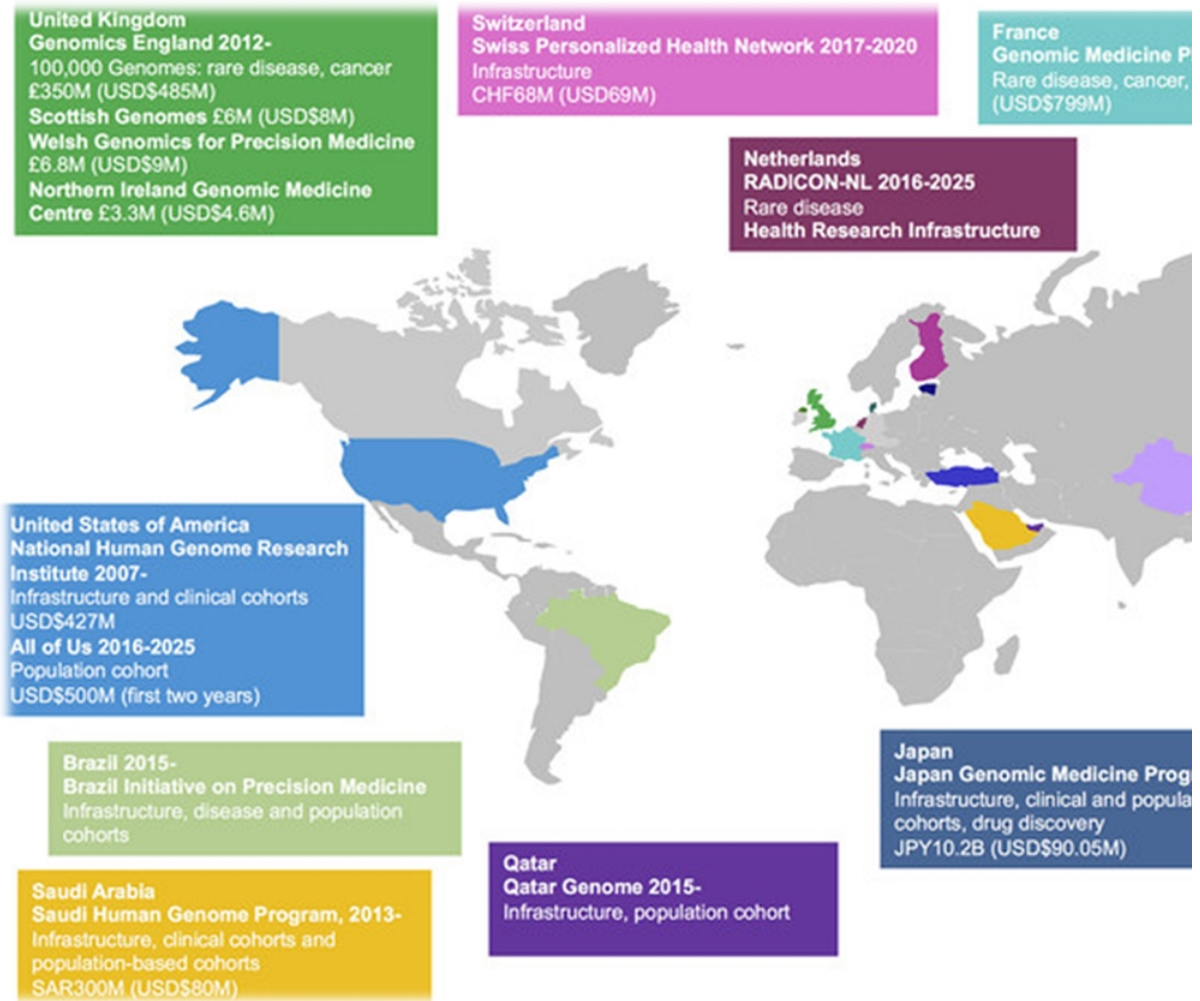 United Kingdom
Genomics England 2012-
100,000 Genomes: rare disease, cancer
£350M (USD$485M)
Scottish Genomes £6M (USD$8M)
Welsh Genomics for Precision Medicine
£6.8M (USD$9M)
Northern Ireland Genomic Medicine
Centre £3.3M (USD$4.6M)
Switzerland
Swiss Personalized Health Network 2017-2020
Infrastructure
CHF68M (USD69M)
France
Genomic Medicine P
Rare disease, cancer,
(USD$799M)
Netherlands
RADICON-NL 2016-2025
Rare disease
Health Research Infrastructure
United States of America
National Human Genome Research
Institute 2007-
Infrastructure and clinical cohorts
USD$427M
All of Us 2016-2025
Population cohort
USD$500M (first two years)
Brazil 2015-
Brazil Initiative on Precision Medicine
Infrastructure, disease and population
cohorts
Saudi Arabia
Saudi Human Genome Program, 2013-
Infrastructure, clinical cohorts and
population-based cohorts
SAR300M (USD$80M)
Qatar
Qatar Genome 2015-
Infrastructure, population cohort
Japan
Japan Genomic Medicine Prog
Infrastructure, clinical and popula
cohorts, drug discovery
JPY10.2B (USD$90.05M)